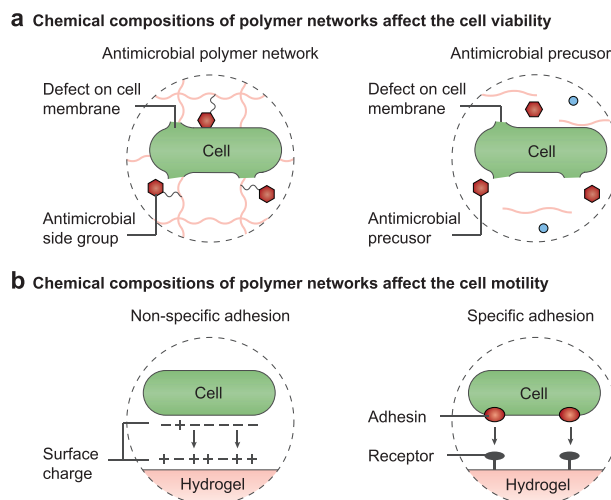 a Chemical compositions of polymer networks affect the cell viability
Antimicrobial polymer network
Defect on cell
membrane
Cell
Antimicrobial
side group
Antimicrobial precusor
Defect on cell
membrane
Cell
Antimicrobial
precusor
b Chemical compositions of polymer networks affect the cell motility
Non-specific adhesion
Cell
− + − − − − −
Surface
charge
+ − + − + − + +
Hydrogel
Specific adhesion
Cell
Adhesin
Receptor
Hydrogel